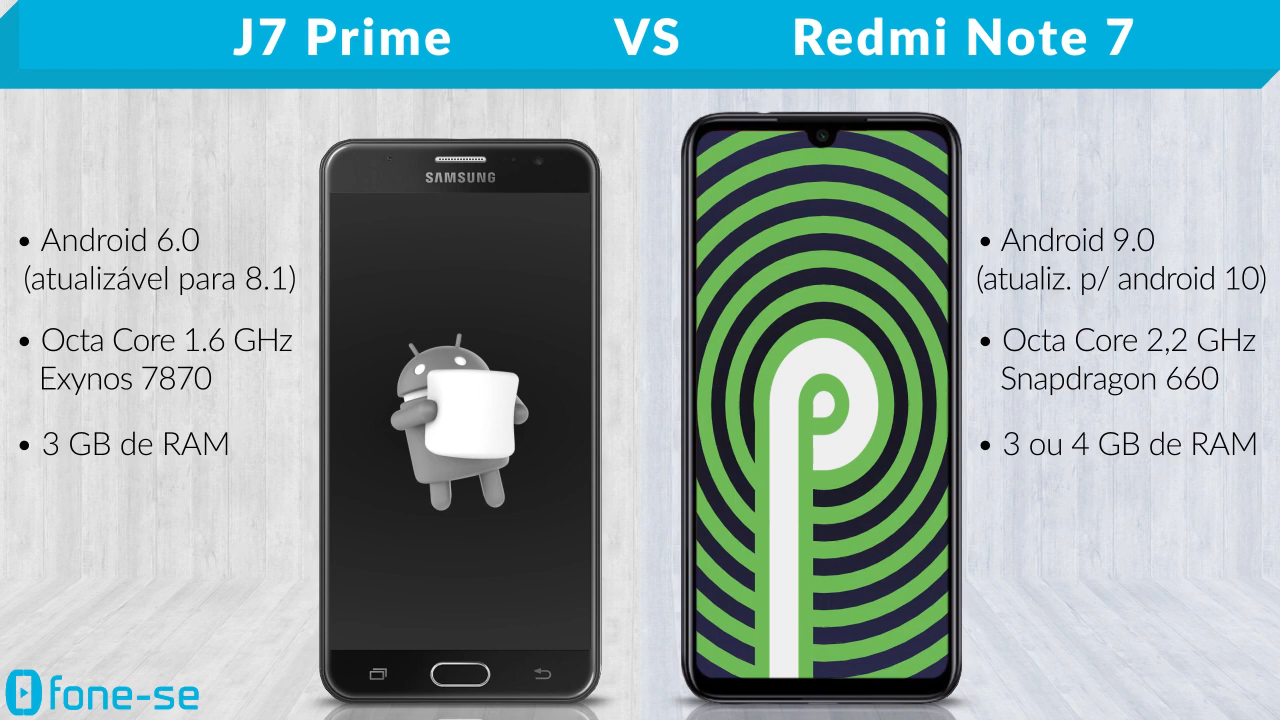 J7 Prime VS Redmi Note 7
SAMSUNG
• Android 6.0
(atualizável para 8.1)
• Octa Core 1.6 GHz
Exynos 7870
• 3 GB de RAM
• Android 9.0
(atualiz. p/ android 10)
• Octa Core 2,2 GHz
Snapdragon 660
• 3 ou 4 GB de RAM
fone-se